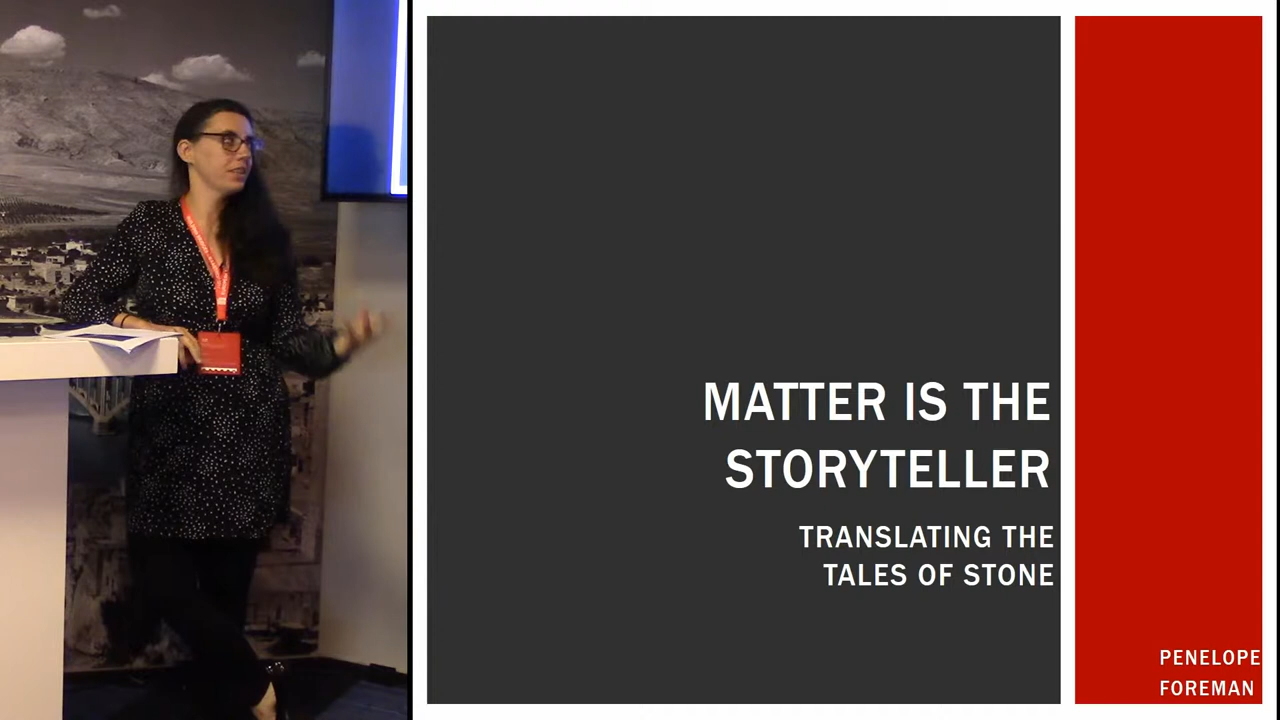 MATTER IS THE
STORYTELLER
TRANSLATING THE
TALES OF STONE
PENELOPE
FOREMAN